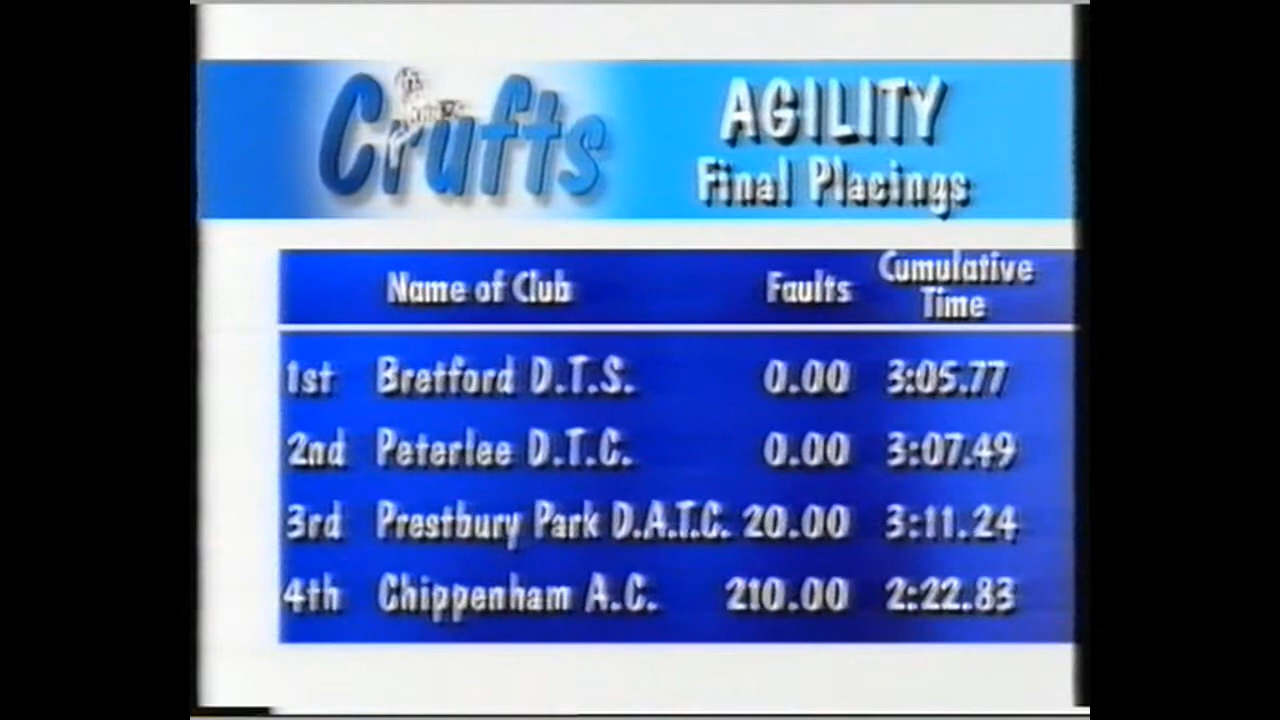 Crufts
AGILITY
Final Placings
Name of Club Faults Cumulative Time
1st Bretford D.T.S. 0.00 3:05.77
2nd Peterlee D.T.C. 0.00 3:07.49
3rd Prestbury Park D.A.T.C. 20.00 3:11.24
4th Chippenham A.C. 210.00 2:22.83